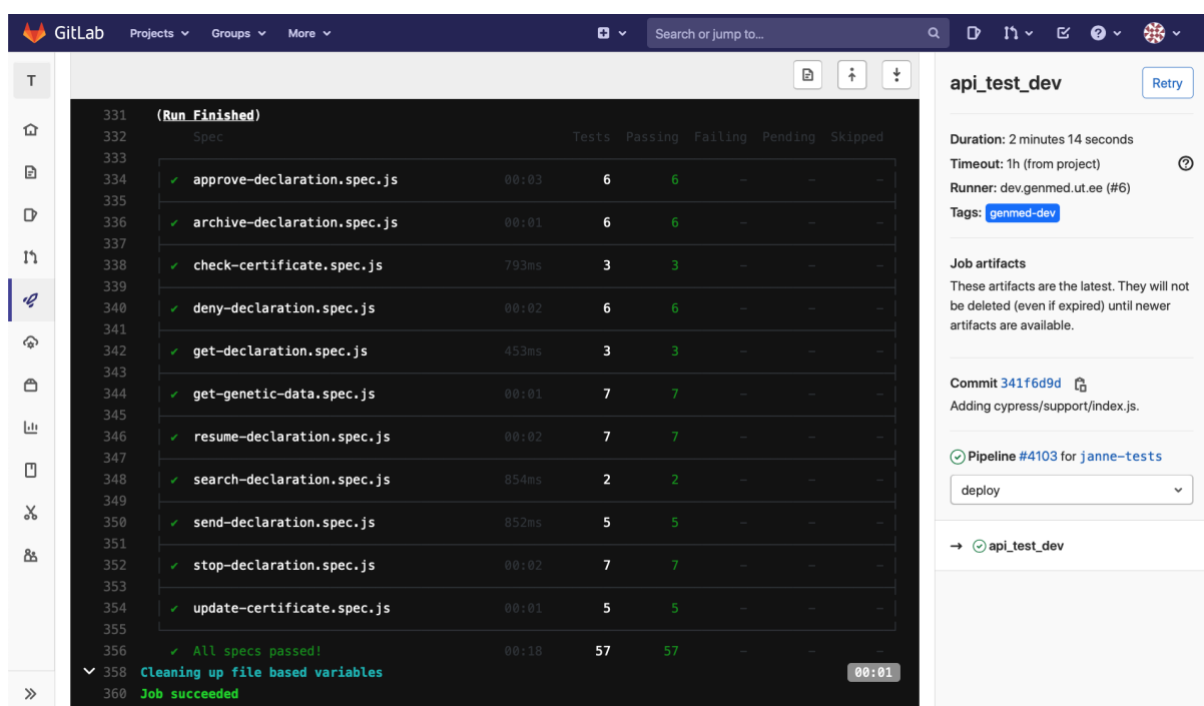 GitLab Projects Groups More Search or jump to...
T
api_test_dev Retry
331 (Run Finished)
332 Spec Tests Passing Failing Pending Skipped
333
334 ✔ approve-declaration.spec.js 00:03 6 6 - - -
335
336 ✔ archive-declaration.spec.js 00:01 6 6 - - -
337
338 ✔ check-certificate.spec.js 793ms 3 3 - - -
339
340 ✔ deny-declaration.spec.js 00:02 6 6 - - -
341
342 ✔ get-declaration.spec.js 453ms 3 3 - - -
343
344 ✔ get-genetic-data.spec.js 00:01 7 7 - - -
345
346 ✔ resume-declaration.spec.js 00:02 7 7 - - -
347
348 ✔ search-declaration.spec.js 854ms 2 2 - - -
349
350 ✔ send-declaration.spec.js 852ms 5 5 - - -
351
352 ✔ stop-declaration.spec.js 00:02 7 7 - - -
353
354 ✔ update-certificate.spec.js 00:01 5 5 - - -
355
356 ✔ All specs passed! 00:18 57 57 - - -
358 Cleaning up file based variables 00:01
360 Job succeeded
Duration: 2 minutes 14 seconds
Timeout: 1h (from project)
Runner: dev.genmed.ut.ee (#6)
Tags: genmed-dev
Job artifacts
These artifacts are the latest. They will not
be deleted (even if expired) until newer
artifacts are available.
Commit 341f6d9d
Adding cypress/support/index.js.
Pipeline #4103 for janne-tests
deploy
→ api_test_dev